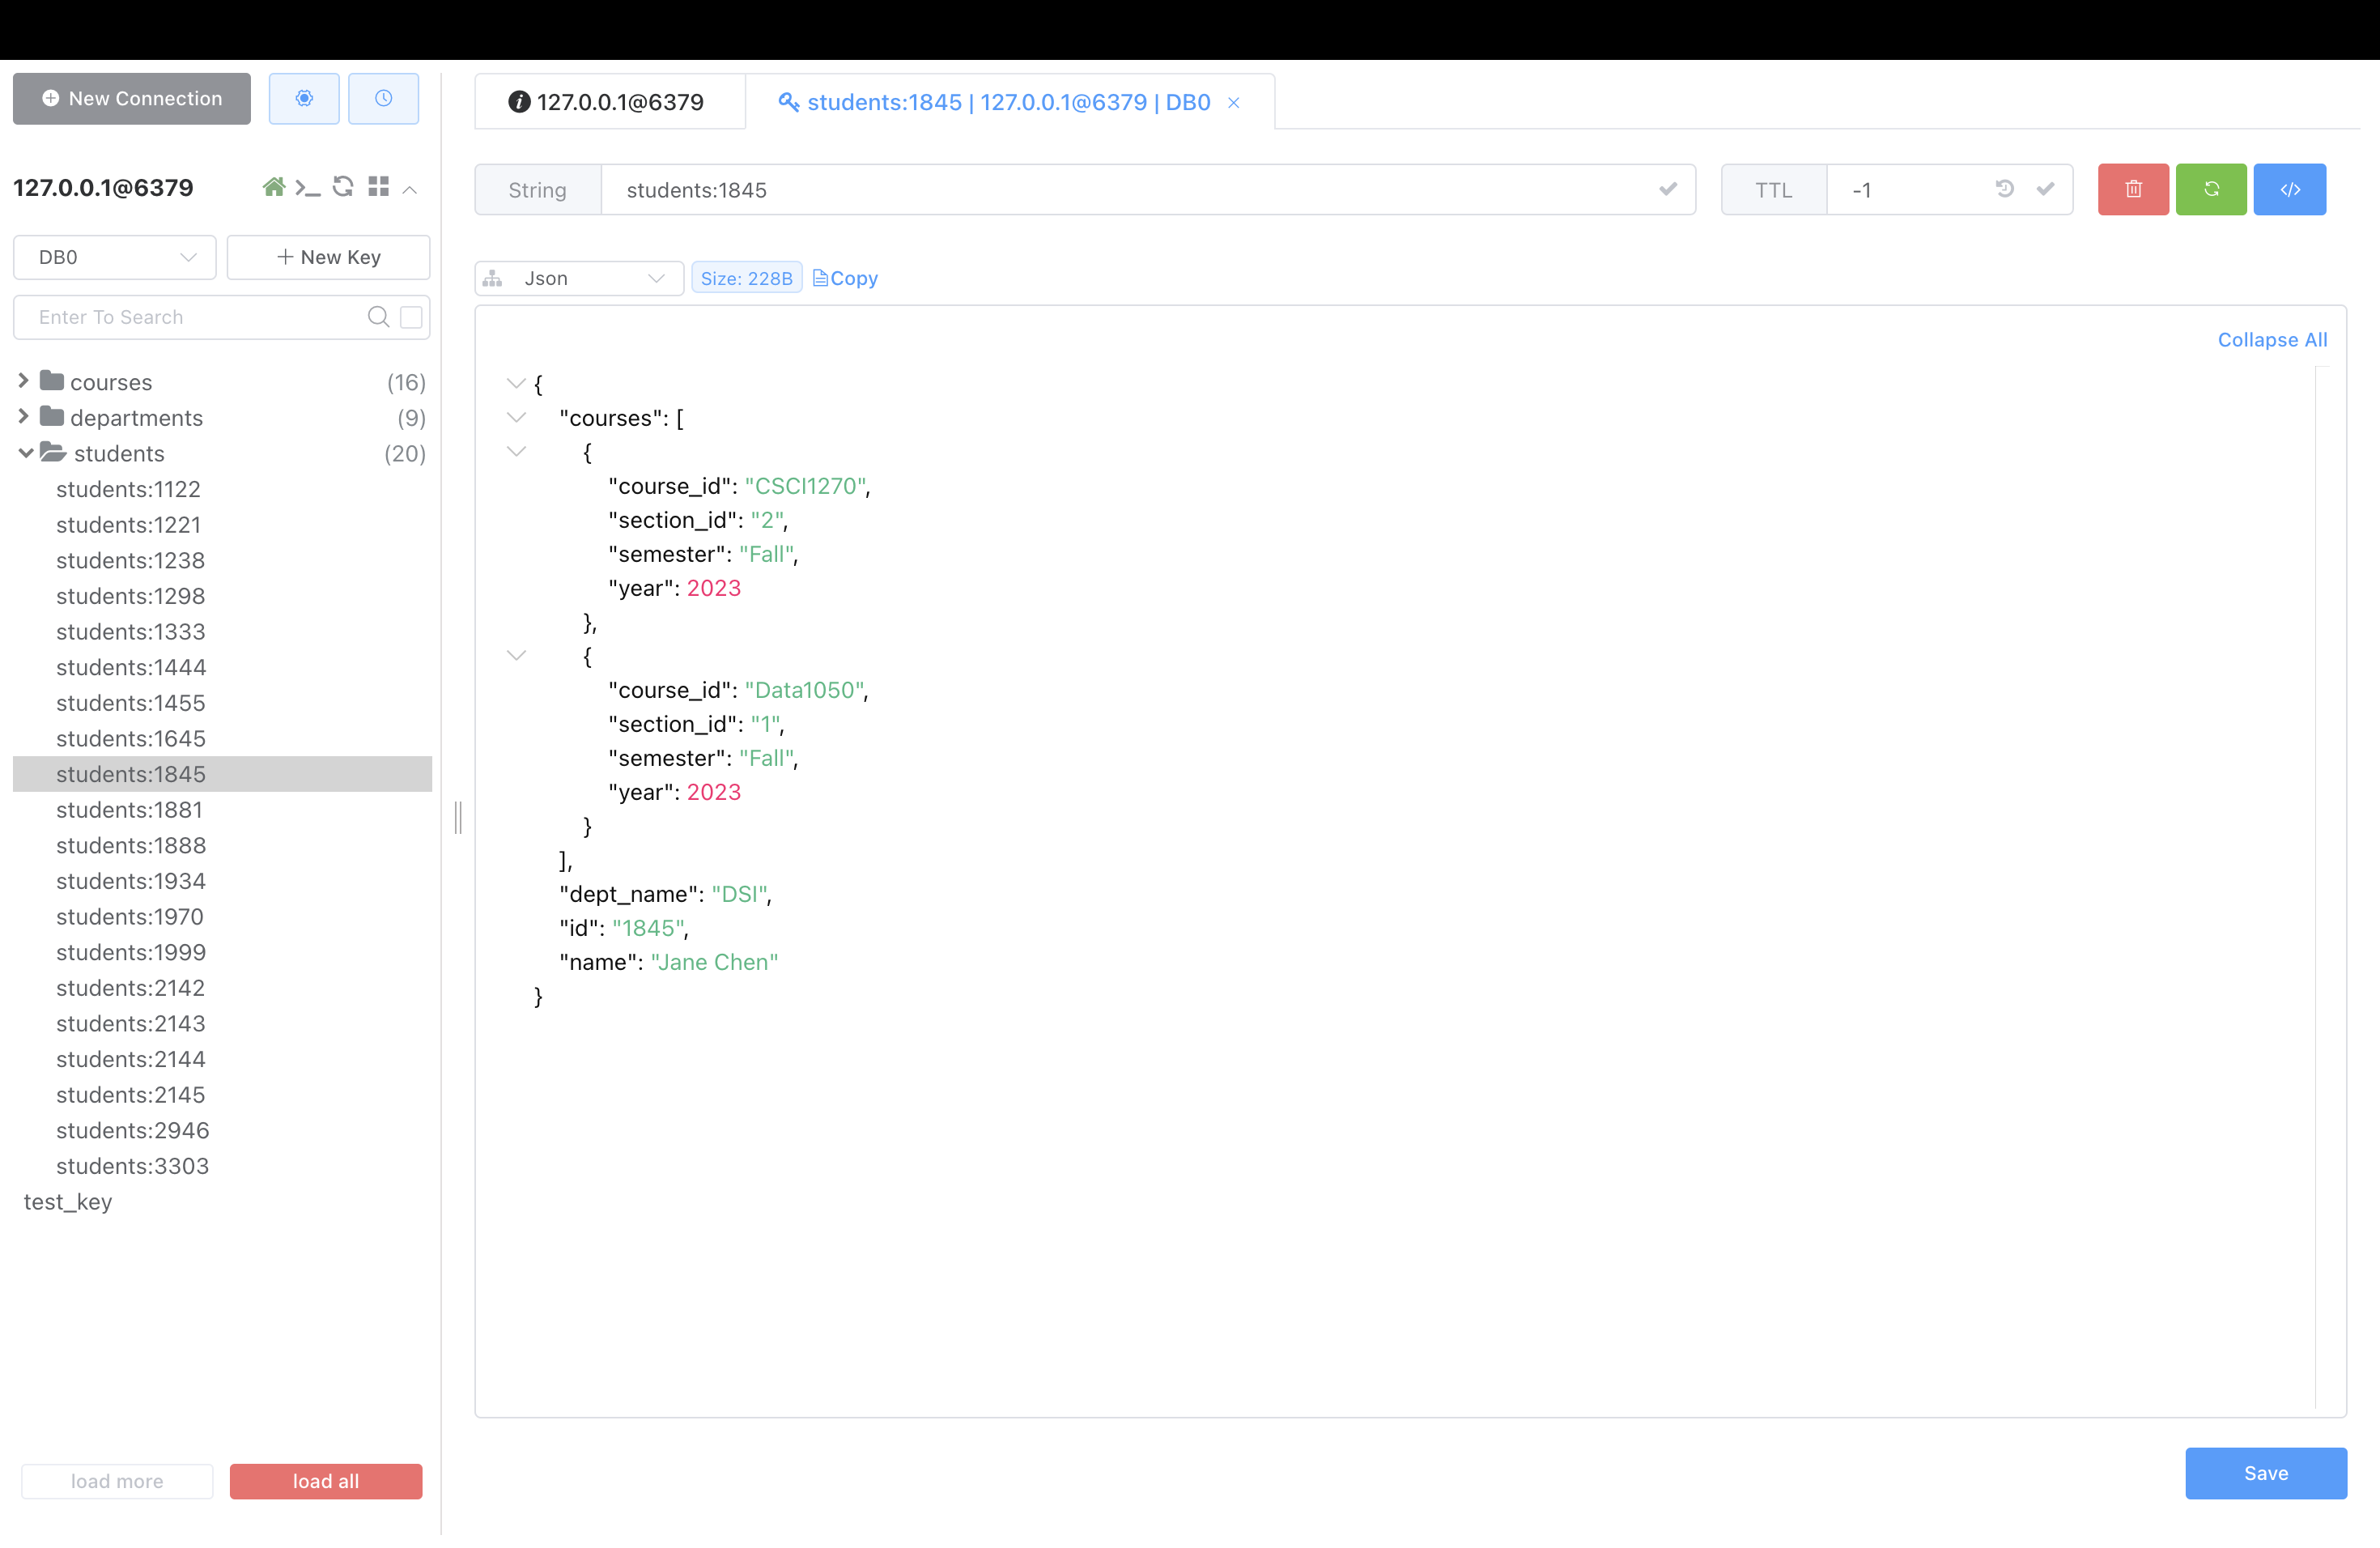 New Connection
127.0.0.1@6379
DB0
New Key
Enter To Search
courses (16)
departments (9)
students (20)
students:1122
students:1221
students:1238
students:1298
students:1333
students:1444
students:1455
students:1645
students:1845
students:1881
students:1888
students:1934
students:1970
students:1999
students:2142
students:2143
students:2144
students:2145
students:2946
students:3303
test_key
load more
load all
127.0.0.1@6379
students:1845 | 127.0.0.1@6379 | DB0
String students:1845
TTL -1
Json Size: 228B Copy
Collapse All
{
"courses": [
{
"course_id": "CSCI1270",
"section_id": "2",
"semester": "Fall",
"year": 2023
},
{
"course_id": "Data1050",
"section_id": "1",
"semester": "Fall",
"year": 2023
}
],
"dept_name": "DSI",
"id": "1845",
"name": "Jane Chen"
}
Save